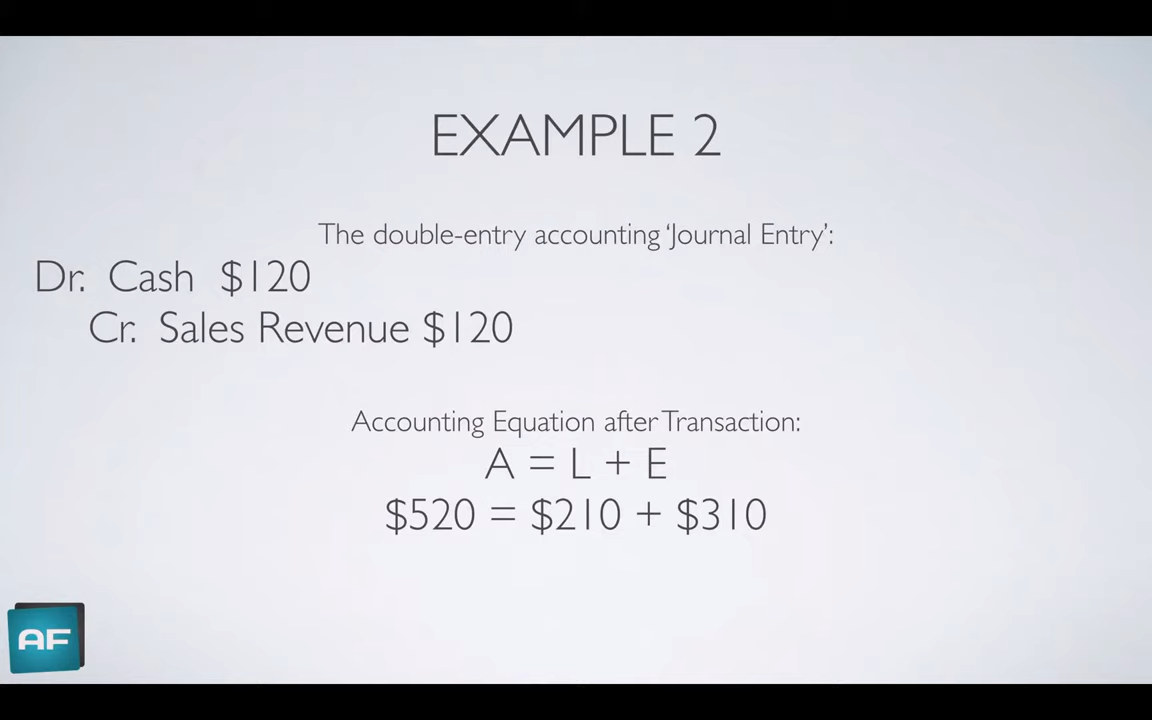 EXAMPLE 2
The double-entry accounting ‘Journal Entry’:
Dr. Cash $120
Cr. Sales Revenue $120
Accounting Equation after Transaction:
A = L + E
$520 = $210 + $310
AF